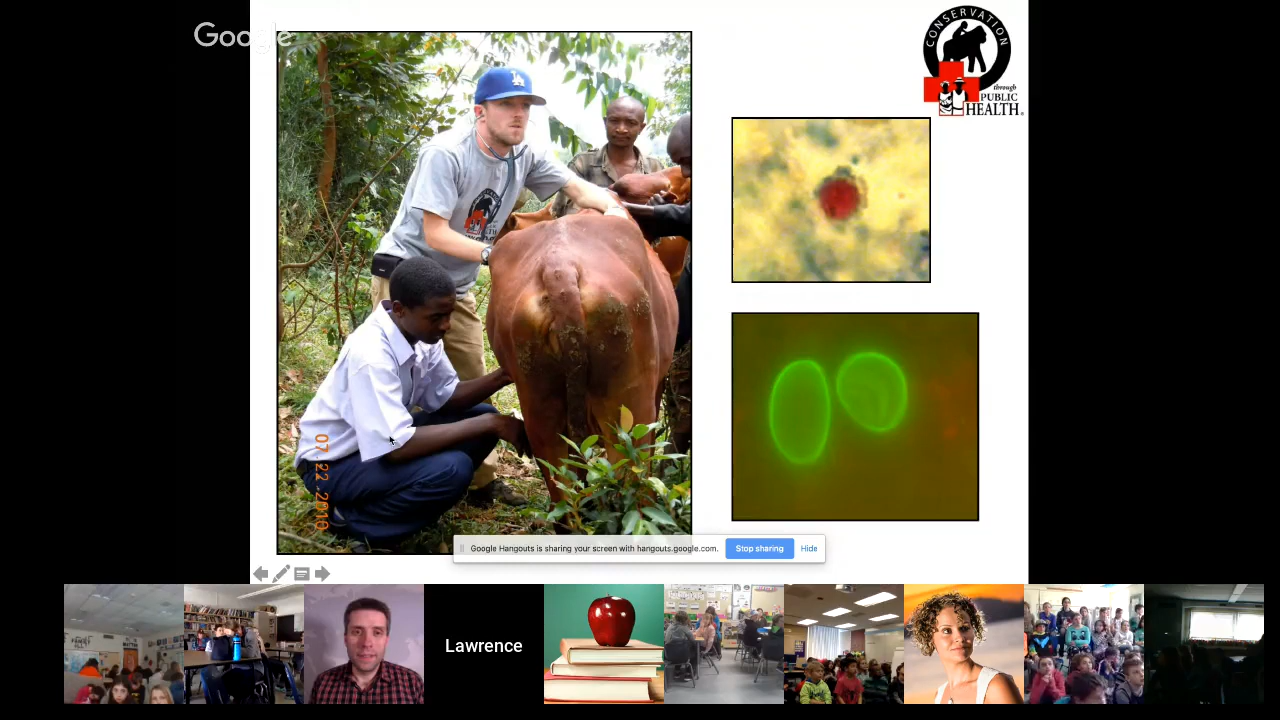 Google
CONSERVATION
through
PUBLIC
HEALTH
LA
07 22 2010
Google Hangouts is sharing your screen with hangouts.google.com.
Stop sharing
Hide
Lawrence